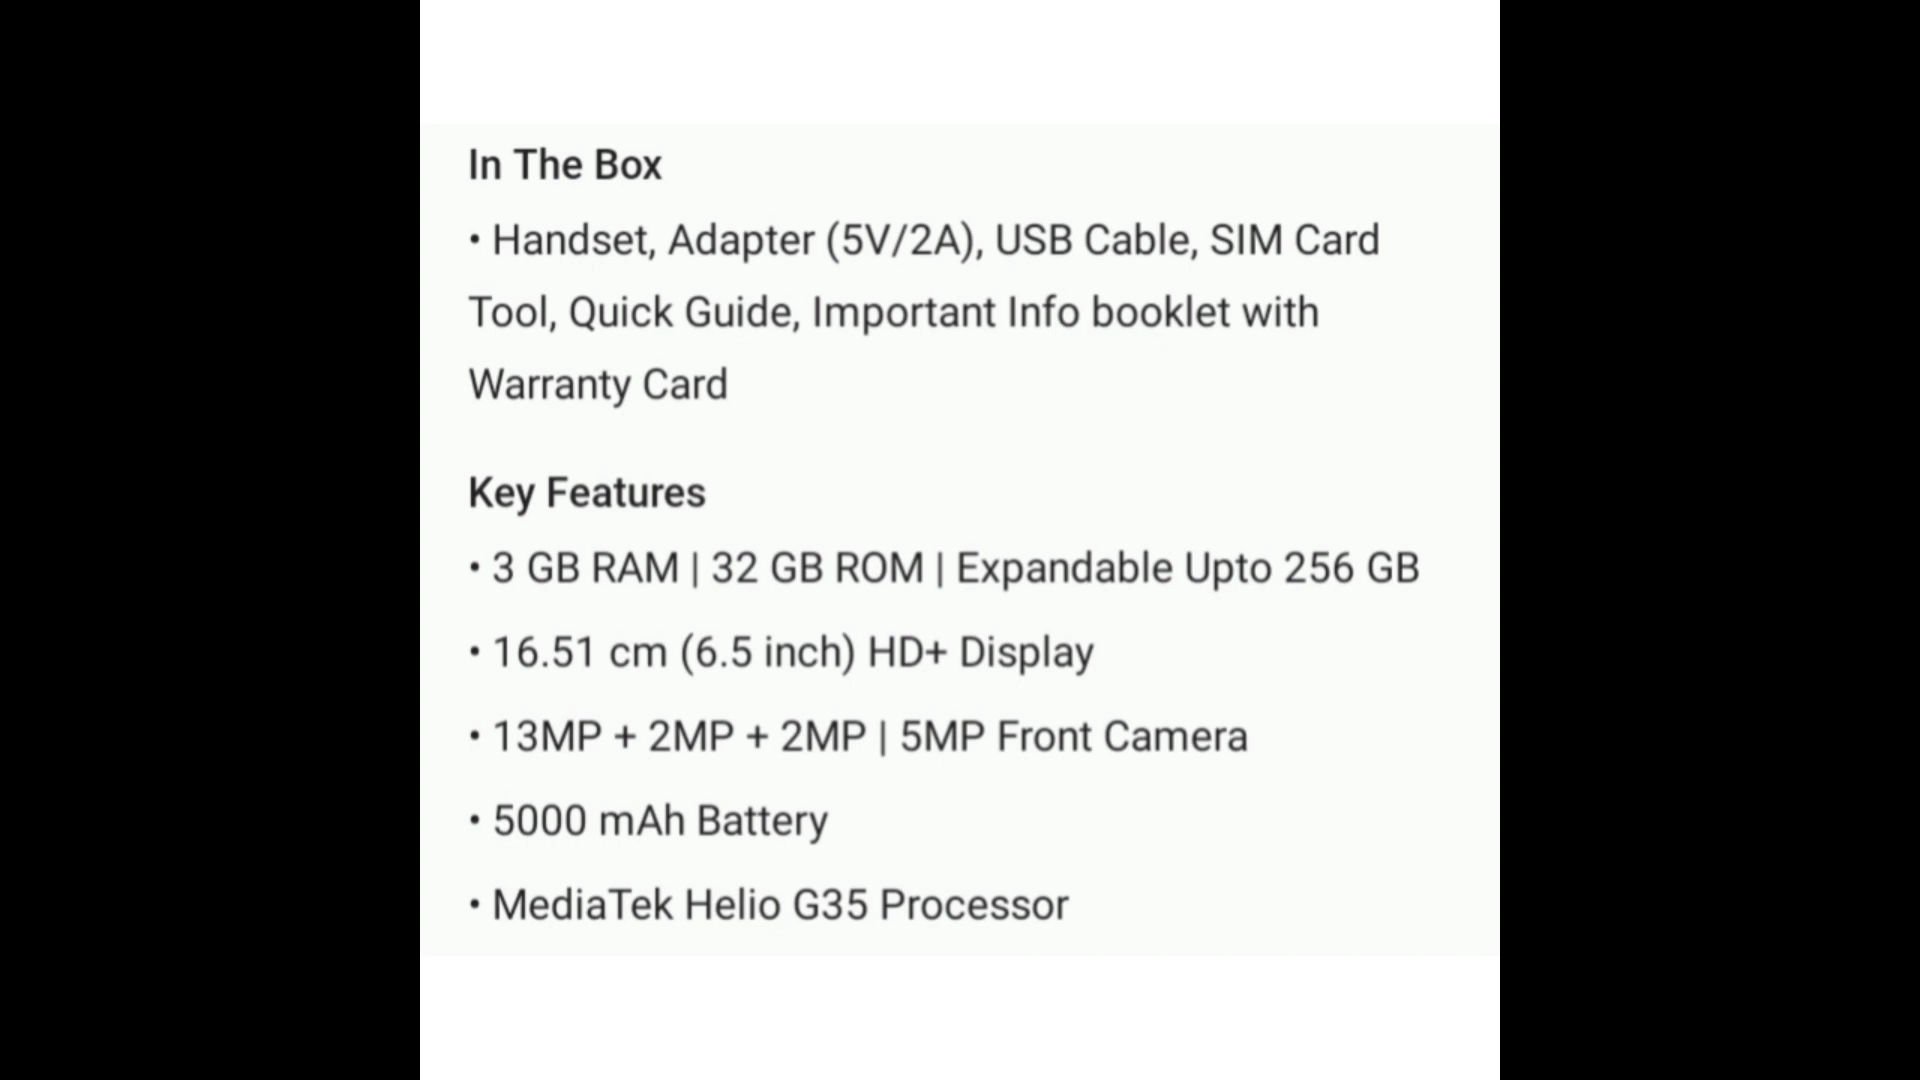 In The Box
• Handset, Adapter (5V/2A), USB Cable, SIM Card
Tool, Quick Guide, Important Info booklet with
Warranty Card
Key Features
• 3 GB RAM | 32 GB ROM | Expandable Upto 256 GB
• 16.51 cm (6.5 inch) HD+ Display
• 13MP + 2MP + 2MP | 5MP Front Camera
• 5000 mAh Battery
• MediaTek Helio G35 Processor